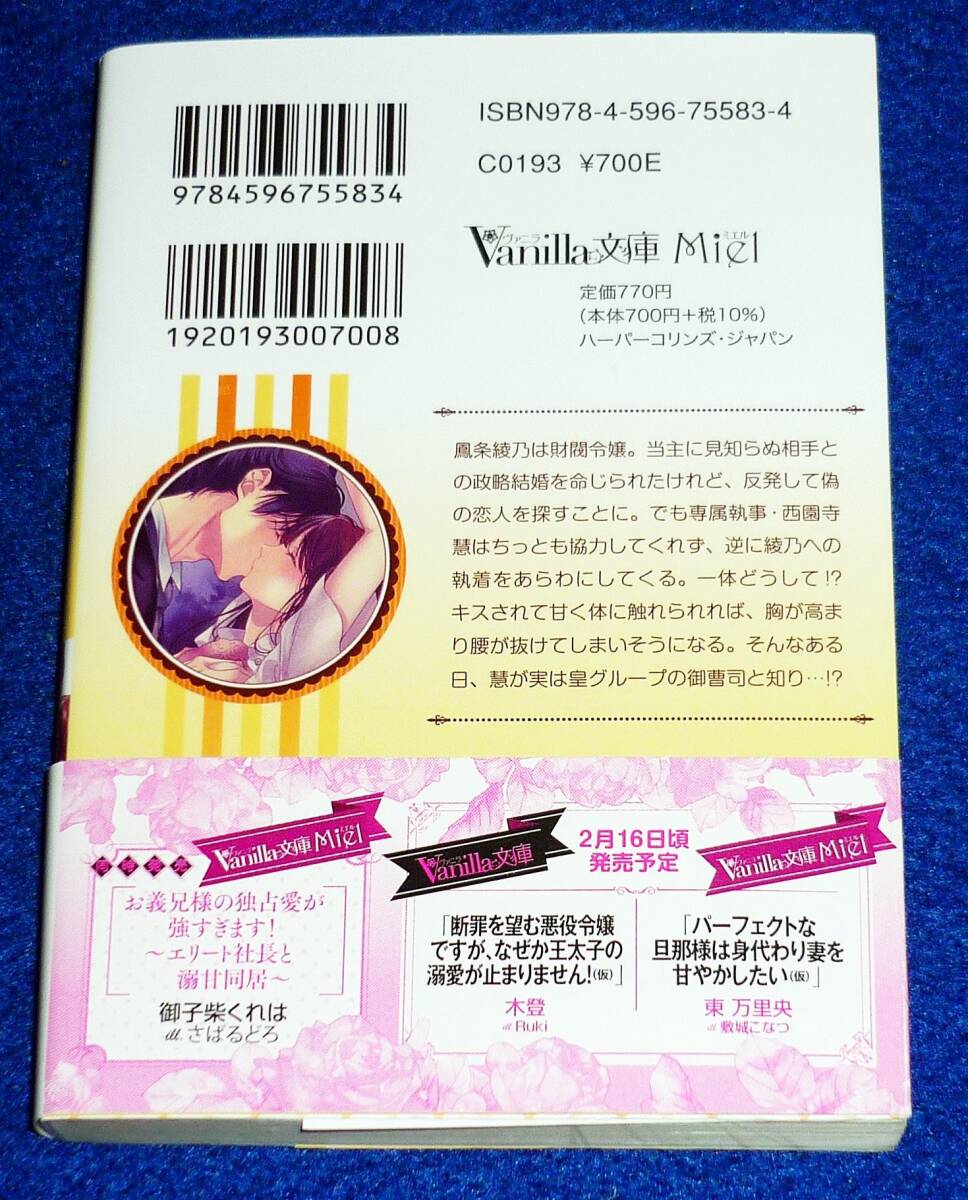 9784596755834
1920193007008
ISBN978-4-596-75583-4
C0193 ¥700E
ヴァニラ
Vanilla文庫 Miel
ミエル
定価770円
(本体700円+税10%)
ハーパーコリンズ・ジャパン
鳳条綾乃は財閥令嬢。当主に見知らぬ相手と
の政略結婚を命じられたけれど、反発して偽
の恋人を探すことに。でも専属執事・西園寺
慧はちっとも協力してくれず、逆に綾乃への
執着をあらわにしてくる。一体どうして!?
キスされて甘く体に触れられれば、胸が高ま
り腰が抜けてしまいそうになる。そんなある
日、慧が実は皇グループの御曹司と知り…!?
Vanilla文庫 Miel
お義兄様の独占愛が
強すぎます!
〜エリート社長と
溺甘同居〜
御子柴くれは
ill. さばるどろ
Vanilla文庫
2月16日頃
発売予定
Vanilla文庫 Miel
「断罪を望む悪役令嬢
ですが、なぜか王太子の
溺愛が止まりません!(仮)」
木登
ill Ruki
「パーフェクトな
旦那様は身代わり妻を
甘やかしたい(仮)」
東 万里央
ill 敷城こなつ